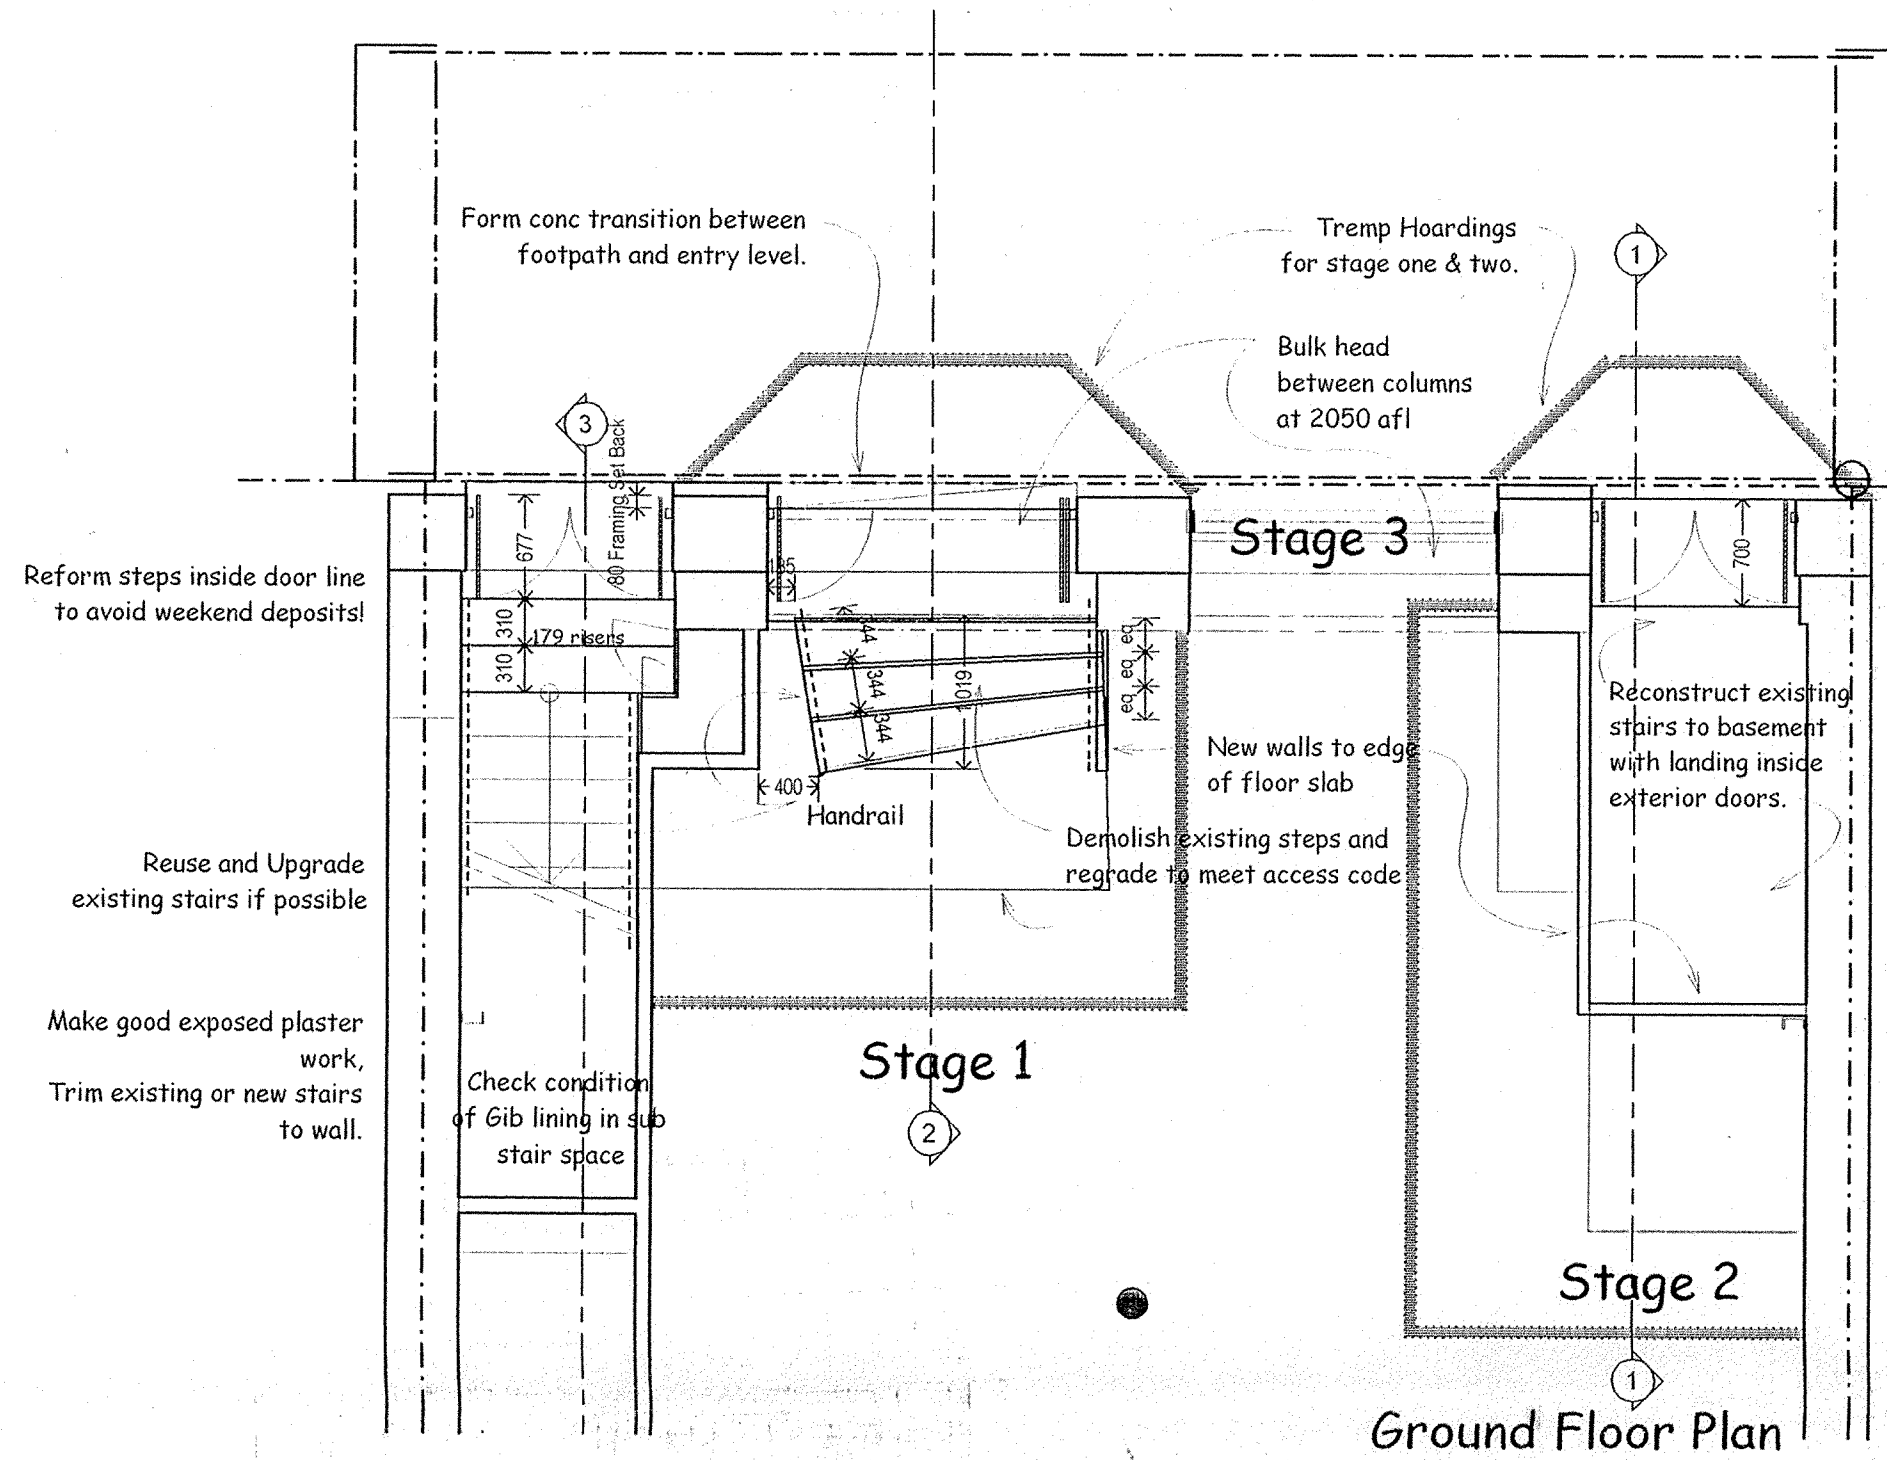 Form conc transition between
footpath and entry level.
Tremp Hoardings
for stage one & two.
1
Bulk head
between columns
at 2050 afl
3
80 Framing Set Back
677
Stage 3
700
135
Reform steps inside door line
to avoid weekend deposits!
310
179 risers
310
344
344
344
1019
eq
eq
eq
400
Handrail
New walls to edge
of floor slab
Reconstruct existing
stairs to basement
with landing inside
exterior doors.
Demolish existing steps and
regrade to meet access code
Reuse and Upgrade
existing stairs if possible
Make good exposed plaster
work,
Trim existing or new stairs
to wall.
Check condition
of Gib lining in sub
stair space
Stage 1
2
Stage 2
1
Ground Floor Plan